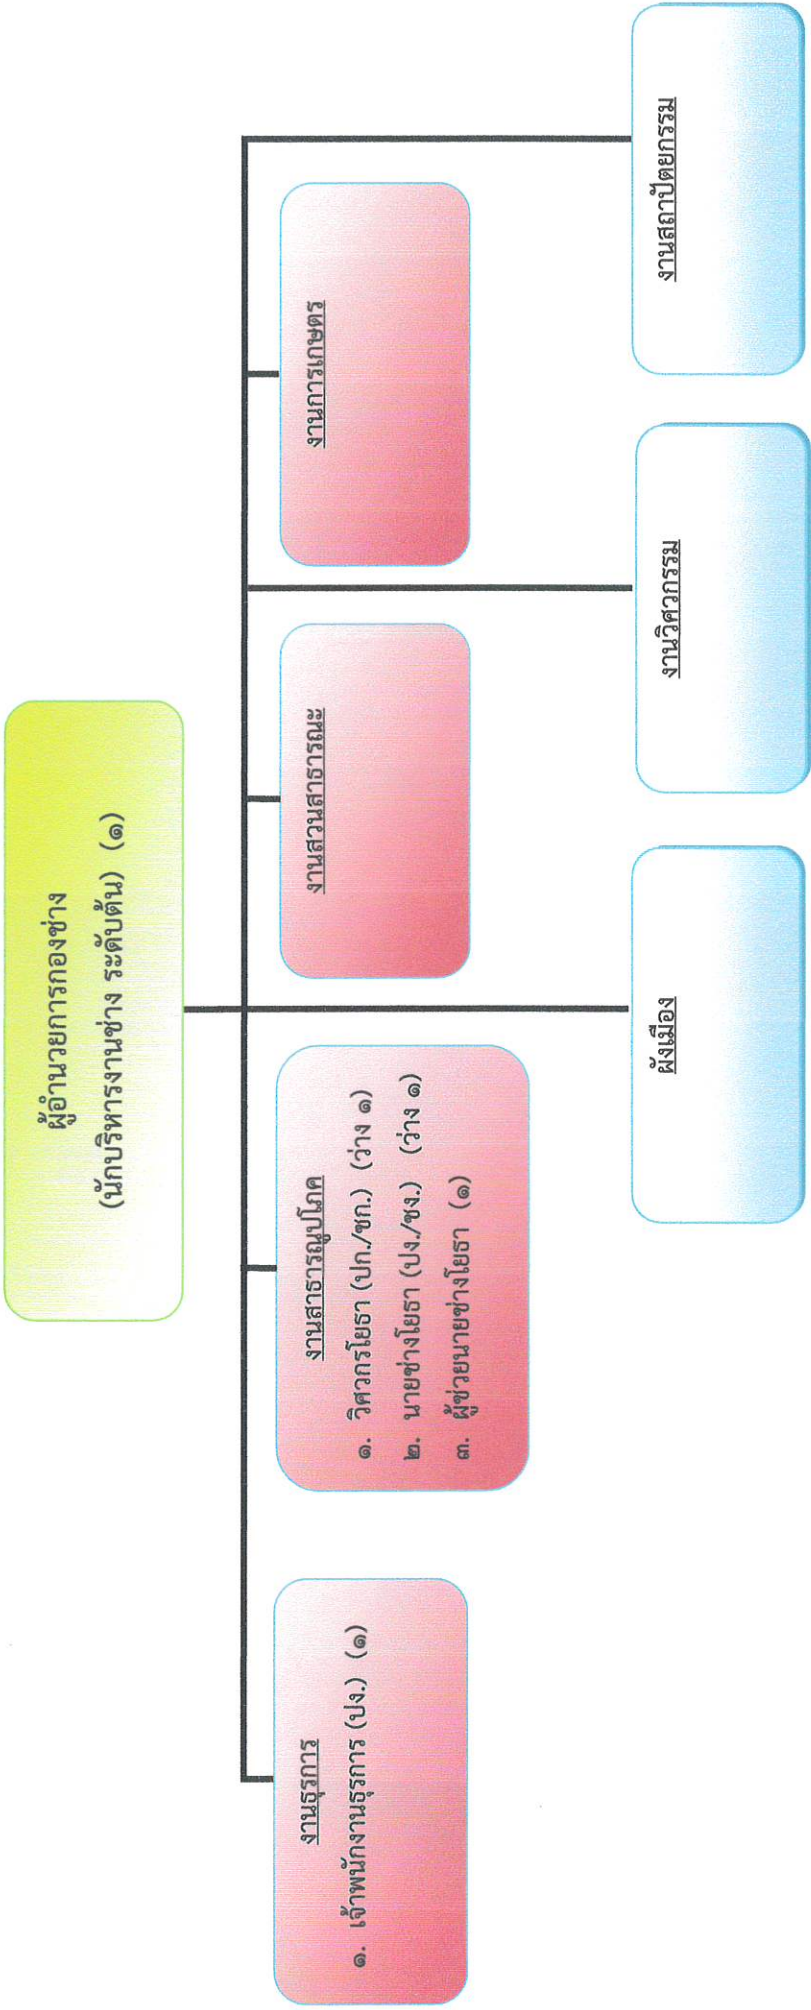 ผู้อำนวยการกองช่าง
(นักบริหารงานช่าง ระดับต้น) (๑)
งานธุรการ
๑. เจ้าพนักงานธุรการ (ปง.) (๑)
งานสาธารณูปโภค
๑. วิศวกรโยธา (ปก./ชก.) (ว่าง ๑)
๒. นายช่างโยธา (ปง./ชง.) (ว่าง ๑)
๓. ผู้ช่วยนายช่างโยธา (๑)
งานสวนสาธารณะ
งานการเกษตร
ผังเมือง
งานวิศวกรรม
งานสถาปัตยกรรม